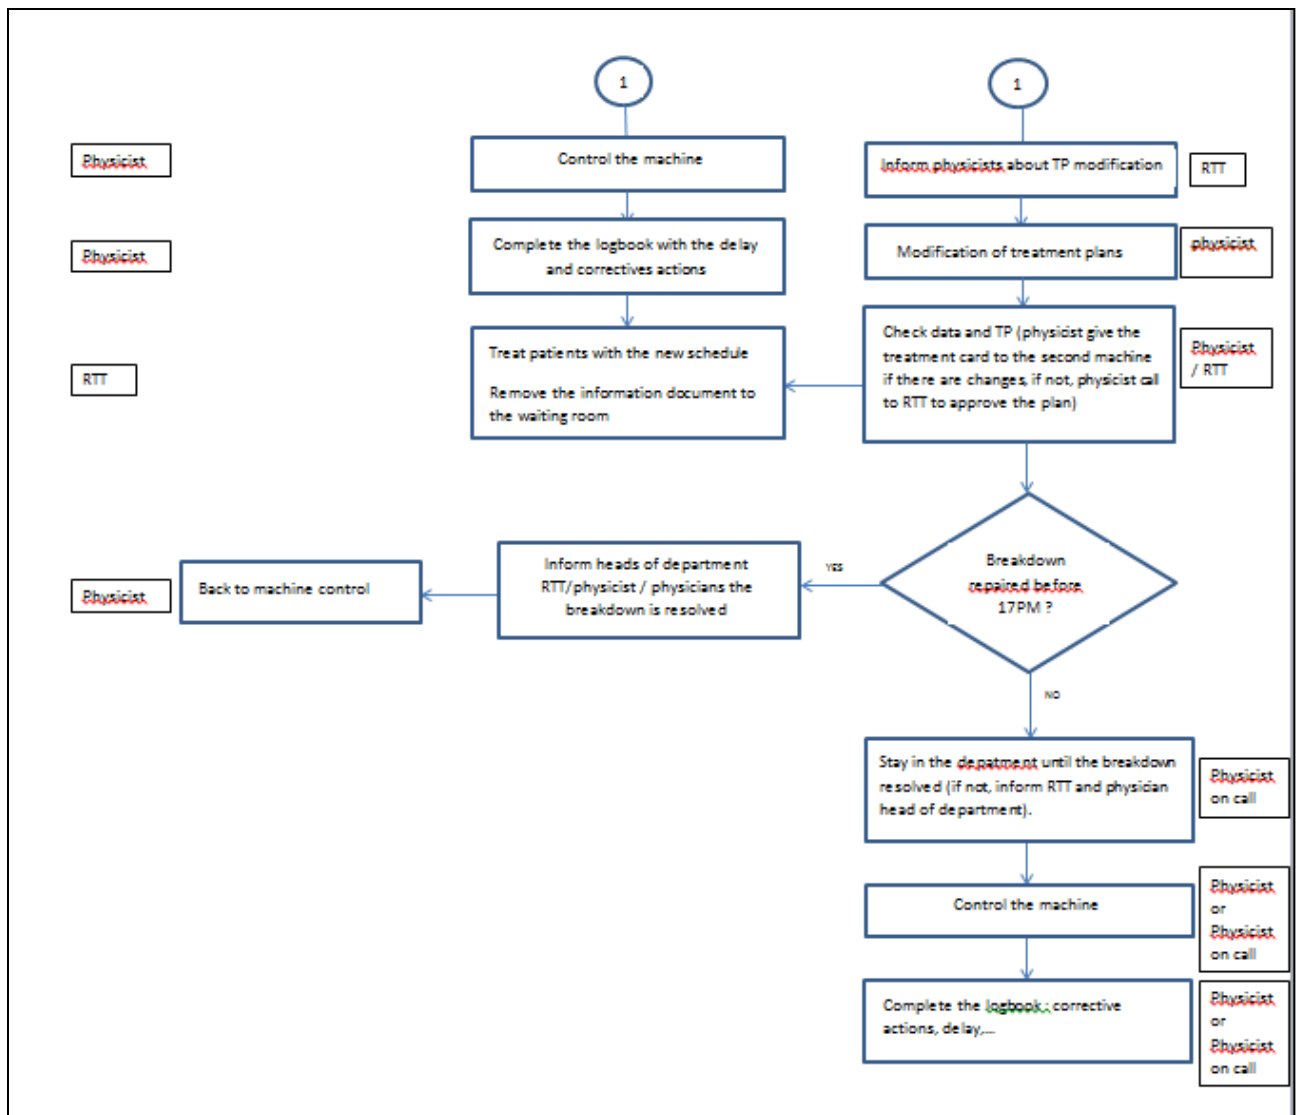 1
1
Physicist
Control the machine
Inform physicists about TP modification
RTT
Physicist
Complete the logbook with the delay
and correctives actions
Modification of treatment plans
physicist
RTT
Treat patients with the new schedule
Remove the information document to
the waiting room
Check data and TP (physicist give the
treatment card to the second machine
if there are changes, if not, physicist call
to RTT to approve the plan)
Physicist
/ RTT
Physicist
Back to machine control
Inform heads of department
RTT/physicist / physicians the
breakdown is resolved
YES
Breakdown
repaired before
17PM ?
NO
Stay in the depatment until the breakdown
resolved (if not, inform RTT and physician
head of department).
Physicist
on call
Control the machine
Physicist
or
Physicist
on call
Complete the logbook : corrective
actions, delay,...
Physicist
or
Physicist
on call